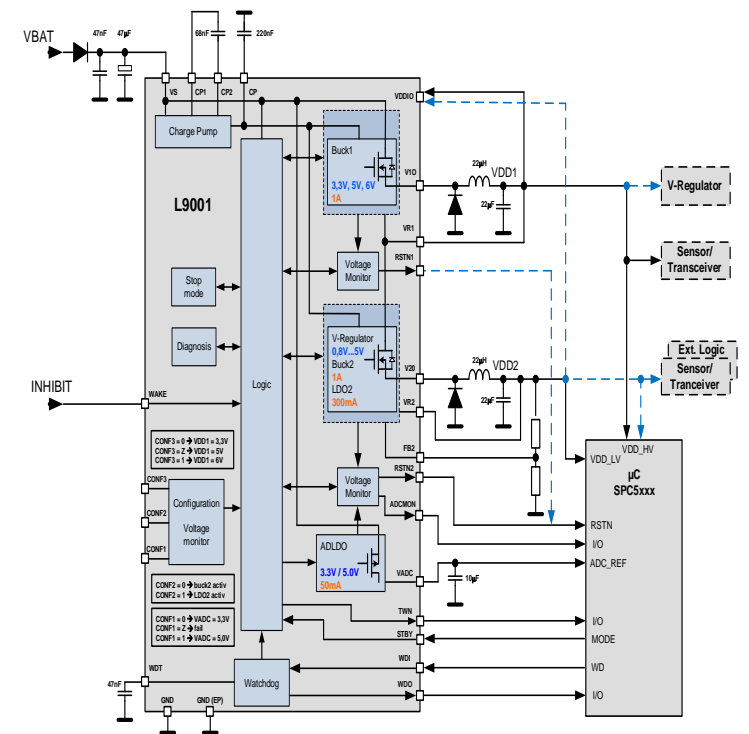 47nF
47µF
68nF
220nF
VBAT
VS
CP1
CP2
CP
VDDIO
Charge Pump
Buck1
3,3V, 5V, 6V
1A
V1O
22µH
VDD1
22µF
V-Regulator
L9001
VR1
RSTN1
Voltage
Monitor
Sensor/
Transceiver
Stop
mode
Diagnosis
Logic
V-Regulator
0,8V...5V
Buck2
1A
LDO2
300mA
V20
22µH
VDD2
22µF
VR2
Ext. Logic
Sensor/
Tranceiver
INHIBIT
WAKE
FB2
CONF3 = 0 → VDD1 = 3,3V
CONF3 = Z → VDD1 = 5V
CONF3 = 1 → VDD1 = 6V
VDD_HV
VDD_LV
µC
SPC5xxx
CONF3
CONF2
CONF1
Configuration
Voltage
monitor
Voltage
Monitor
RSTN2
ADCMON
RSTN
I/O
ADLDO
3.3V / 5.0V
50mA
VADC
10µF
ADC_REF
CONF2 = 0 → buck2 activ
CONF2 = 1 → LDO2 activ
CONF1 = 0 → VADC = 3,3V
CONF1 = Z → fail
CONF1 = 1 → VADC = 5,0V
TWN
I/O
STBY
MODE
WDT
47nF
Watchdog
WDI
WD
WDO
I/O
GND
GND (EP)